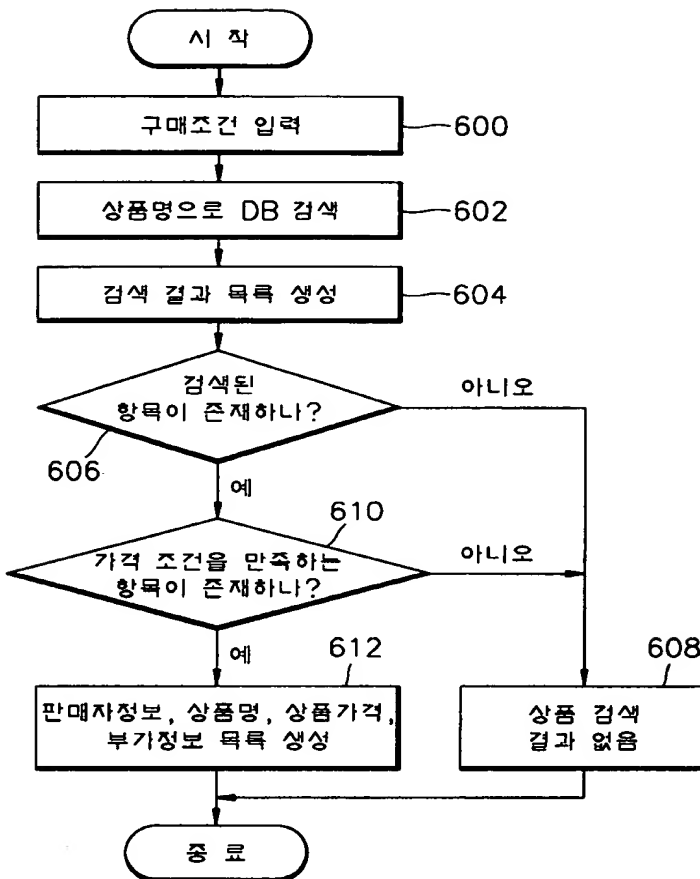 시 작
구매조건 입력
600
상품명으로 DB 검색
602
검색 결과 목록 생성
604
검색된
항목이 존재하나?
아니오
606
예
610
가격 조건을 만족하는
항목이 존재하나?
아니오
예
612
608
판매자정보, 상품명, 상품가격,
부가정보 목록 생성
상품 검색
결과 없음
종 료